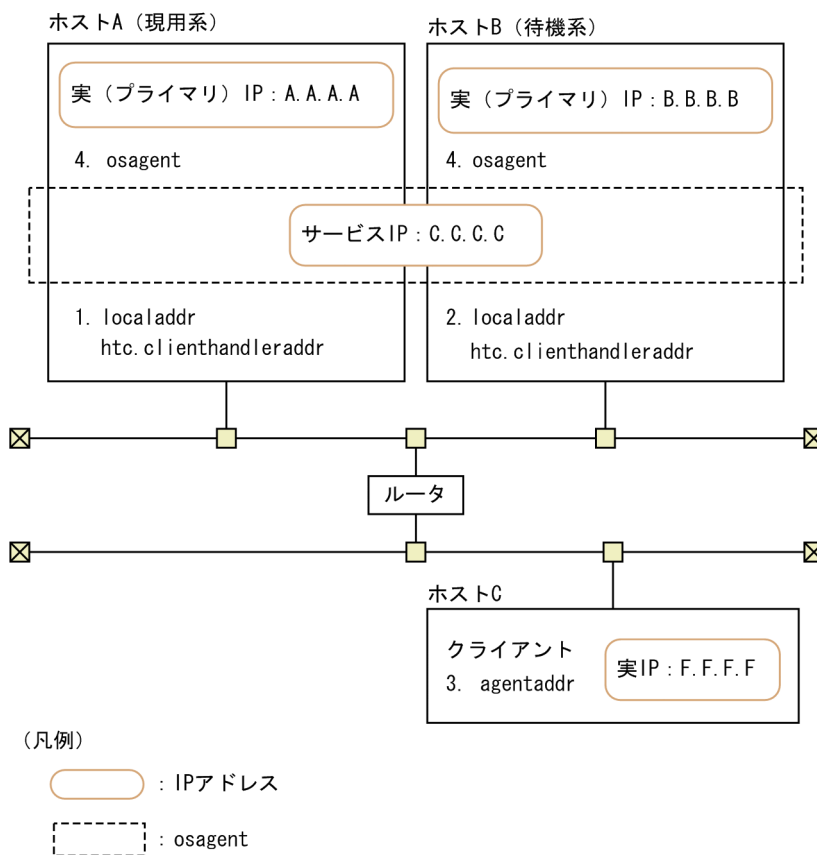 ホストA（現用系）
ホストB（待機系）
実（プライマリ）IP：A.A.A.A
実（プライマリ）IP：B.B.B.B
4. osagent
4. osagent
サービスIP：C.C.C.C
1. localaddr
htc.clienthandleraddr
2. localaddr
htc.clienthandleraddr
ルータ
ホストC
クライアント
3. agentaddr
実IP：F.F.F.F
（凡例）
：IPアドレス
：osagent